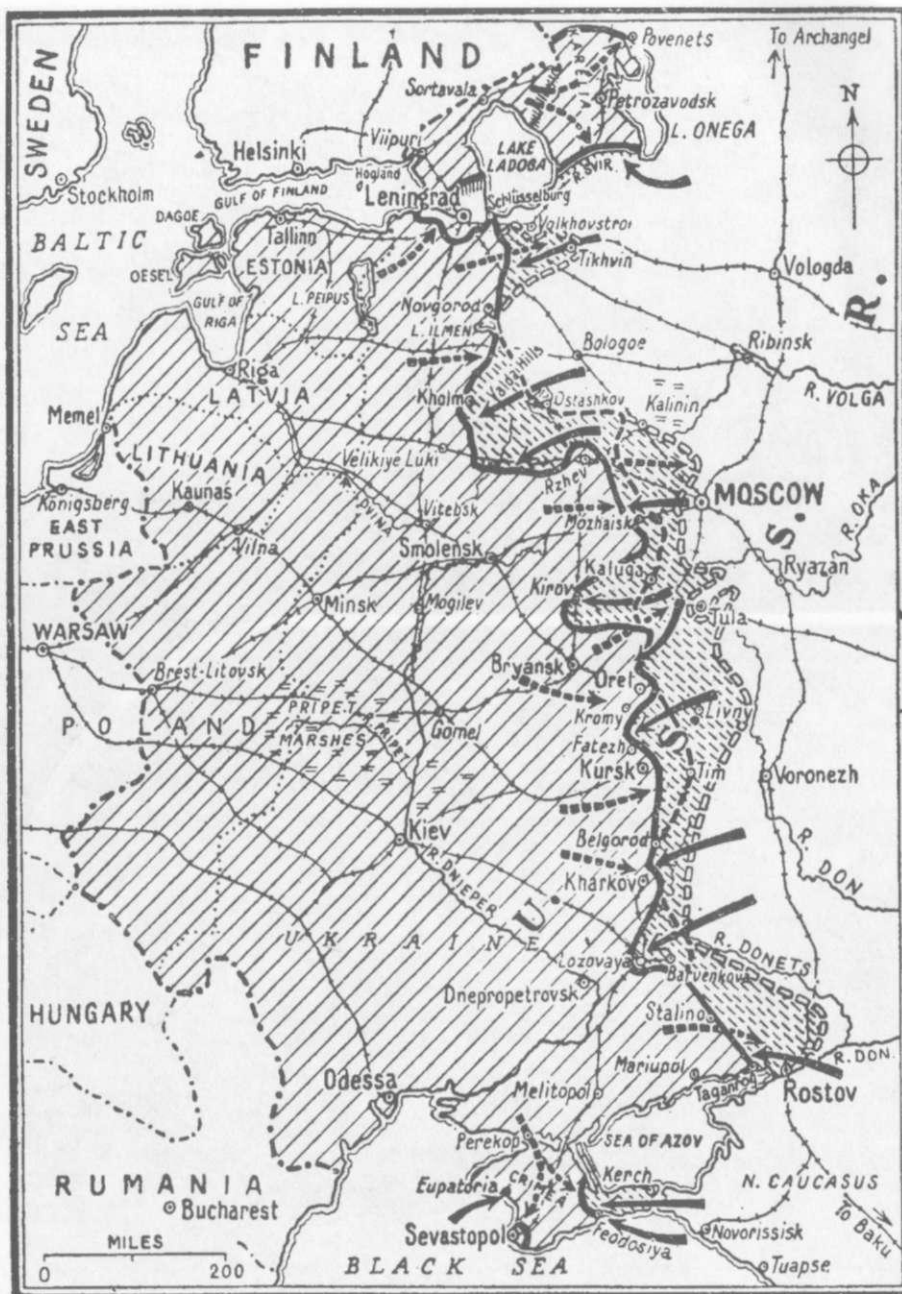 FINLAND
SWEDEN
Povenets
To Archangel
N
Sortavala
Petrozavodsk
L. ONEGA
Viipuri
LAKE
LADOGA
R. SVIR.
Helsinki
Hogland
Stockholm
GULF OF FINLAND
Leningrad
Schlüsselburg
DAGOE
Tallinn
Volkhovstroi
Tikhvin
Vologda
BALTIC
ESTONIA
OESEL
L. PEIPUS
GULF OF
RIGA
Novgorod
L. ILMEN
SEA
R.
Bologoe
Ribinsk
Riga
LATVIA
Valdai Hills
Kholm
Ostashkov
Kalinin
R. VOLGA
Memel
Velikiye Luki
Rzhev
LITHUANIA
Königsberg
Kaunas
DVINA
Vitebsk
MOSCOW
EAST
PRUSSIA
Vilna
Mozhaisk
S.
R. OKA
Smolensk
Kaluga
Ryazan
Minsk
Mogilev
Kirov
Tula
WARSAW
Brest-Litovsk
Bryansk
Orel
POLAND
PRIPET
MARSHES
PRIPET
Gomel
Kromy
Livny
Fatezh
S.
Kursk
Tim
Voronezh
Kiev
Belgorod
R. DON
R. DNIEPER
Kharkov
U.
UKRAINE
R. DONETS
Lozovaya
Barvenkova
HUNGARY
Dnepropetrovsk
Stalino
R. DON.
Mariupol
Taganrog
Rostov
Odessa
Melitopol
Perekop
SEA OF AZOV
RUMANIA
Eupatoria
CRIMEA
Kerch
N. CAUCASUS
Bucharest
To Baku
MILES
Sevastopol
Feodosiya
Novorissisk
0 200
BLACK SEA
Tuapse